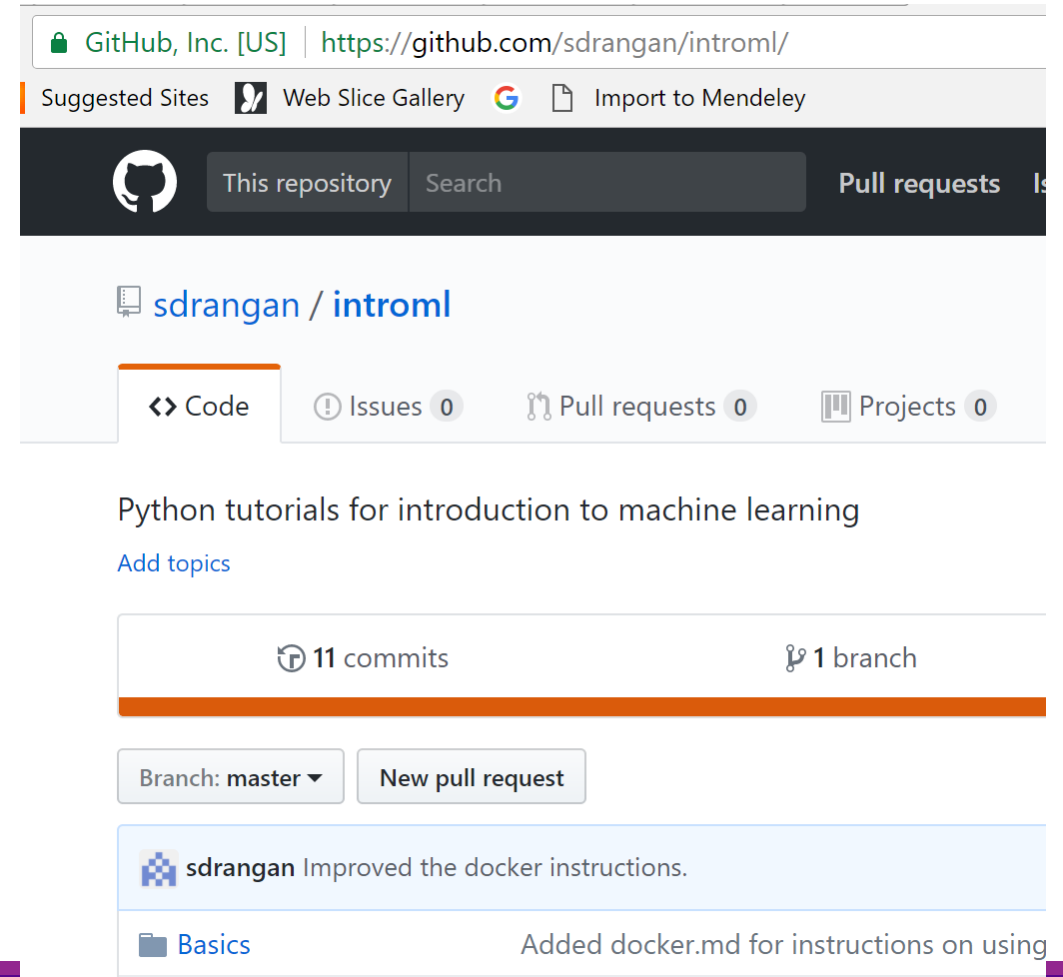 GitHub, Inc. [US] | https://github.com/sdrangan/introml/
Suggested Sites Web Slice Gallery Import to Mendeley
This repository Search Pull requests
sdrangan / introml
<> Code Issues 0 Pull requests 0 Projects 0
Python tutorials for introduction to machine learning
Add topics
11 commits 1 branch
Branch: master New pull request
sdrangan Improved the docker instructions.
Basics Added docker.md for instructions on using